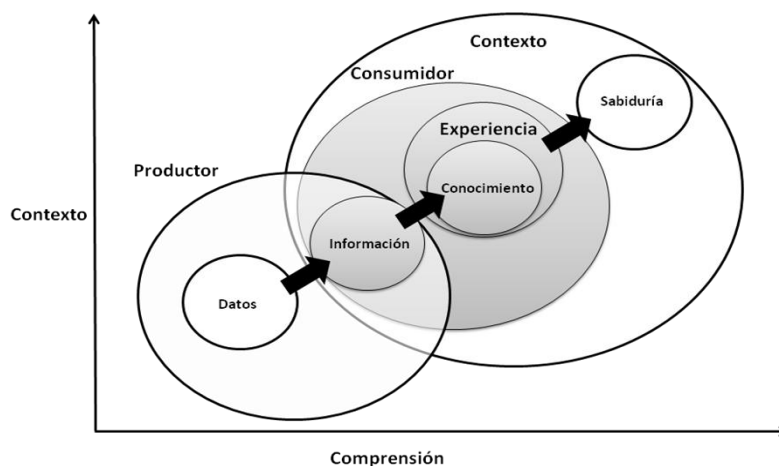 Contexto
Consumidor
Sabiduría
Experiencia
Productor
Conocimiento
Contexto
Información
Datos
Comprensión